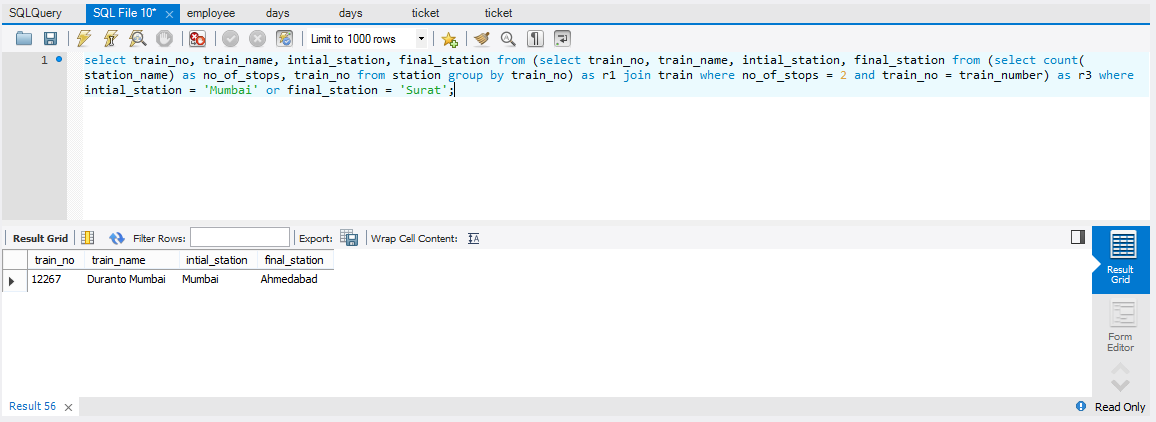 SQLQuery SQL File 10* × employee days days ticket ticket
Limit to 1000 rows
1 select train_no, train_name, intial_station, final_station from (select train_no, train_name, intial_station, final_station from (select count(
station_name) as no_of_stops, train_no from station group by train_no) as r1 join train where no_of_stops = 2 and train_no = train_number) as r3 where
intial_station = 'Mumbai' or final_station = 'Surat';
Result Grid Filter Rows: Export: Wrap Cell Content: IA
train_no train_name intial_station final_station
12267 Duranto Mumbai Mumbai Ahmedabad
Result
Grid
Form
Editor
Result 56 × Read Only